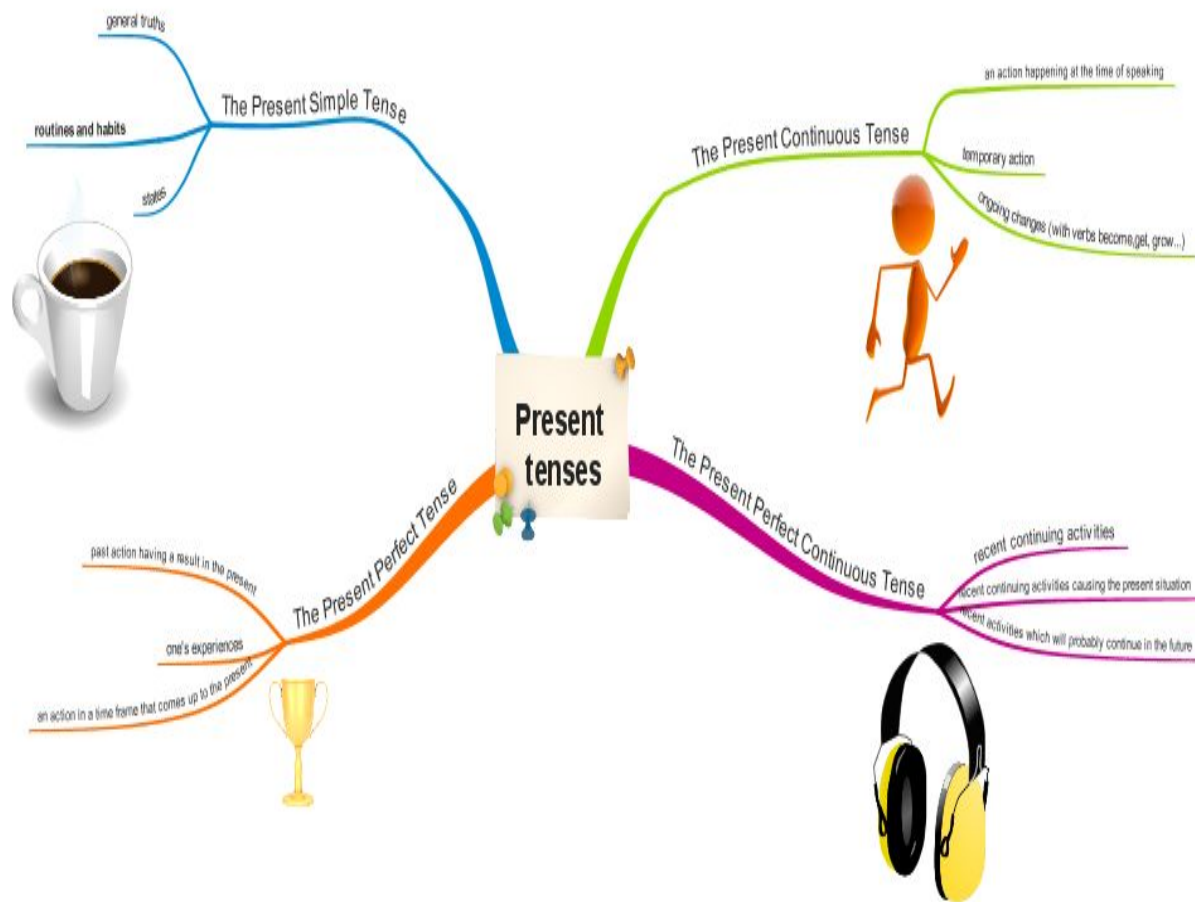 Present
tenses
The Present Simple Tense
general truths
routines and habits
states
The Present Continuous Tense
an action happening at the time of speaking
temporary action
ongoing changes (with verbs become,get, grow...)
The Present Perfect Tense
past action having a result in the present
one's experiences
an action in a time frame that comes up to the present
The Present Perfect Continuous Tense
recent continuing activities
recent continuing activities causing the present situation
recent activities which will probably continue in the future